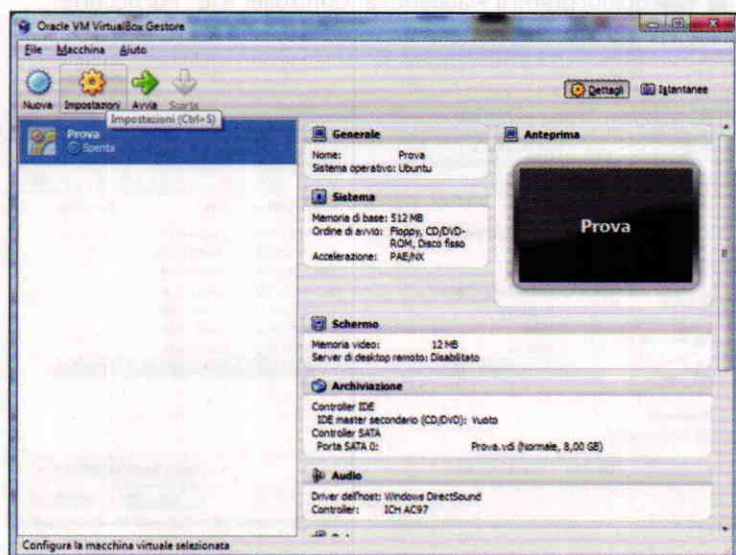 Oracle VM VirtualBox Gestore
File Macchina Aiuto
Nuova Impostazioni Avvia Scarta
Dettagli Istantanee
Impostazioni (Ctrl+S)
Prova
Spenta
Generale
Nome: Prova
Sistema operativo: Ubuntu
Anteprima
Prova
Sistema
Memoria di base: 512 MB
Ordine di avvio: Floppy, CD/DVD-
ROM, Disco fisso
Accelerazione: PAE/NX
Schermo
Memoria video: 12 MB
Server di desktop remoto: Disabilitato
Archiviazione
Controller IDE
IDE master secondario (CD/DVD): Vuoto
Controller SATA
Porta SATA 0: Prova.vdi (Normale, 8,00 GB)
Audio
Driver dell'host: Windows DirectSound
Controller: ICH AC97
Configura la macchina virtuale selezionata